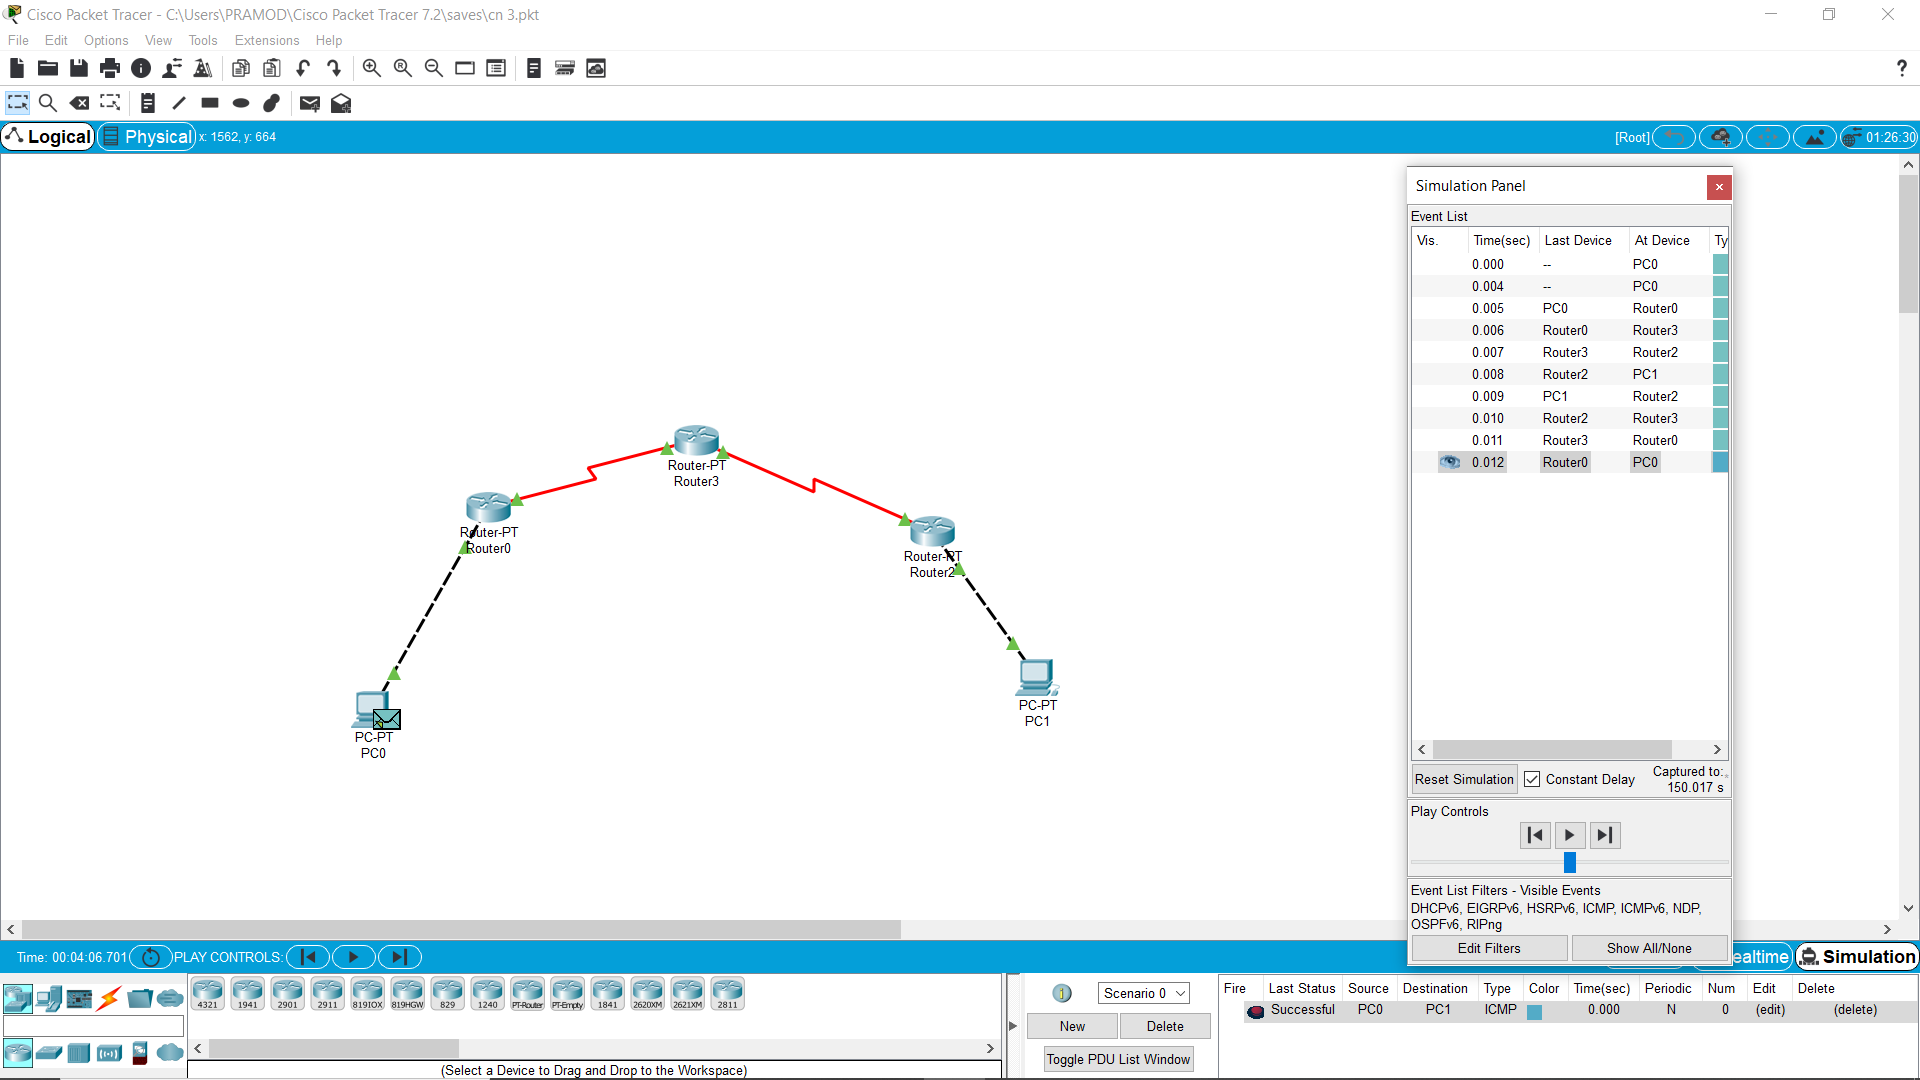 Cisco Packet Tracer - C:\Users\PRAMOD\Cisco Packet Tracer 7.2\saves\cn 3.pkt
File Edit Options View Tools Extensions Help
?
Logical Physical x: 1562, y: 664 [Root] 01:26:30
Router-PT
Router3
Router-PT
Router0
Router-PT
Router2
PC-PT
PC1
PC-PT
PC0
Simulation Panel
Event List
Vis. Time(sec) Last Device At Device Ty
0.000 -- PC0
0.004 -- PC0
0.005 PC0 Router0
0.006 Router0 Router3
0.007 Router3 Router2
0.008 Router2 PC1
0.009 PC1 Router2
0.010 Router2 Router3
0.011 Router3 Router0
0.012 Router0 PC0
Reset Simulation Constant Delay Captured to:
150.017 s
Play Controls
Event List Filters - Visible Events
DHCPv6, EIGRPv6, HSRPv6, ICMP, ICMPv6, NDP,
OSPFv6, RIPng
Edit Filters Show All/None
Time: 00:04:06.701 PLAY CONTROLS: ealtime Simulation
4321 1941 2901 2911 819IOX 819HGW 829 1240 PT-Router PT-Empty 1841 2620XM 2621XM 2811
(Select a Device to Drag and Drop to the Workspace)
Scenario 0
New Delete
Toggle PDU List Window
Fire Last Status Source Destination Type Color Time(sec) Periodic Num Edit Delete
Successful PC0 PC1 ICMP 0.000 N 0 (edit) (delete)